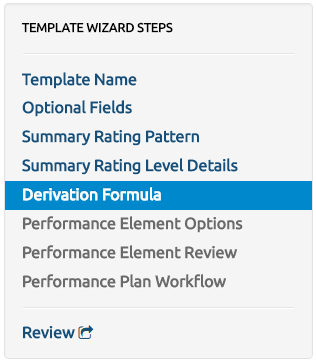 TEMPLATE WIZARD STEPS
Template Name
Optional Fields
Summary Rating Pattern
Summary Rating Level Details
Derivation Formula
Performance Element Options
Performance Element Review
Performance Plan Workflow
Review